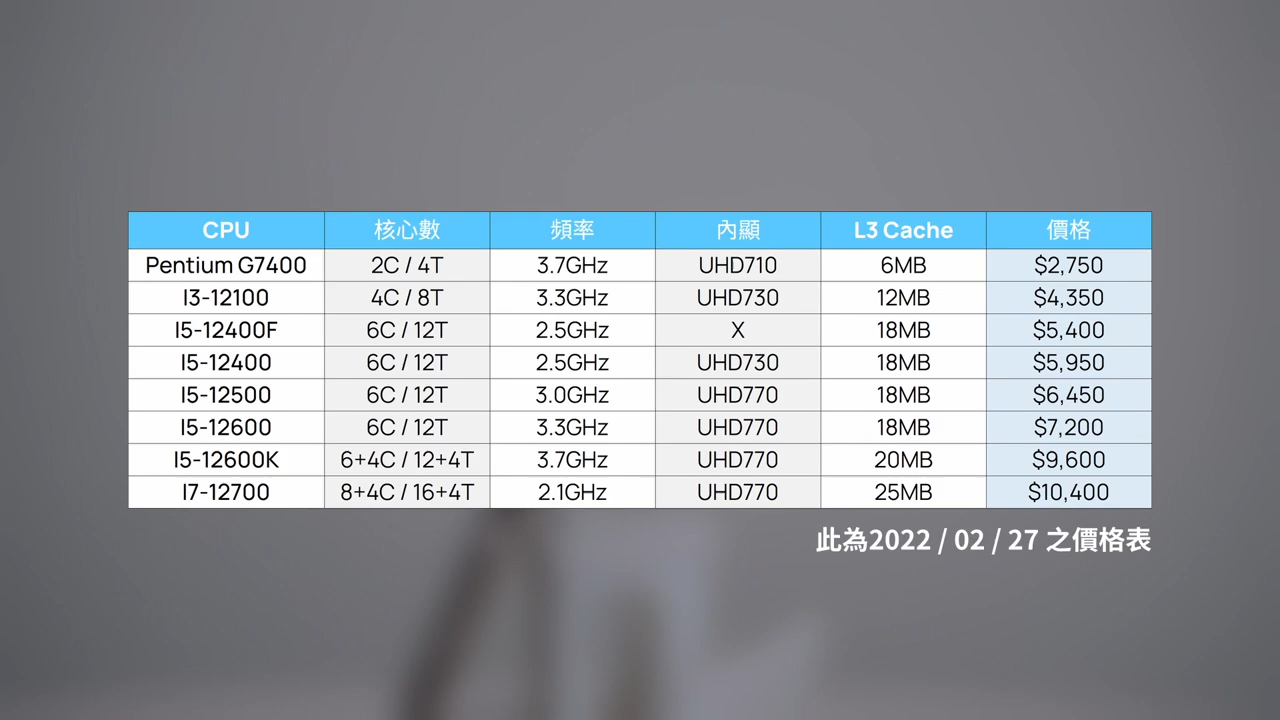 CPU 核心數 頻率 內顯 L3 Cache 價格
Pentium G7400 2C / 4T 3.7GHz UHD710 6MB $2,750
I3-12100 4C / 8T 3.3GHz UHD730 12MB $4,350
I5-12400F 6C / 12T 2.5GHz X 18MB $5,400
I5-12400 6C / 12T 2.5GHz UHD730 18MB $5,950
I5-12500 6C / 12T 3.0GHz UHD770 18MB $6,450
I5-12600 6C / 12T 3.3GHz UHD770 18MB $7,200
I5-12600K 6+4C / 12+4T 3.7GHz UHD770 20MB $9,600
I7-12700 8+4C / 16+4T 2.1GHz UHD770 25MB $10,400
此為2022 / 02 / 27 之價格表